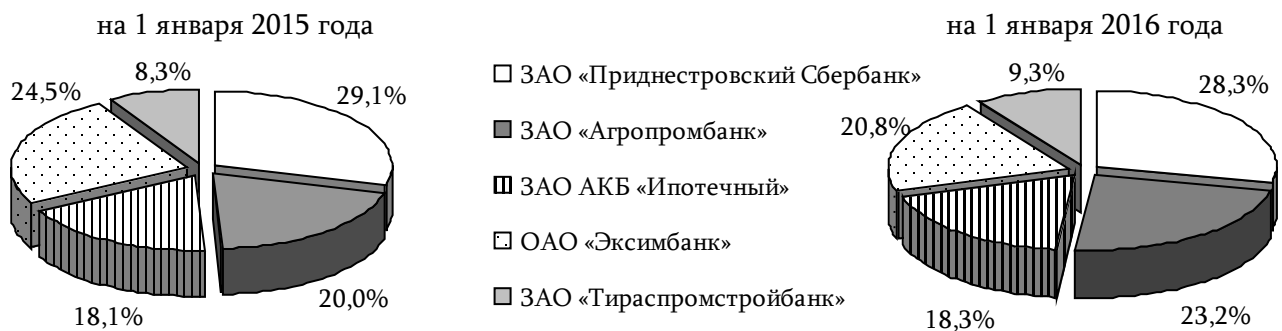 на 1 января 2015 года
на 1 января 2016 года
8,3%
24,5%
29,1%
20,0%
18,1%
ЗАО «Приднестровский Сбербанк»
ЗАО «Агропромбанк»
ЗАО АКБ «Ипотечный»
ОАО «Эксимбанк»
ЗАО «Тираспромстройбанк»
9,3%
28,3%
20,8%
23,2%
18,3%